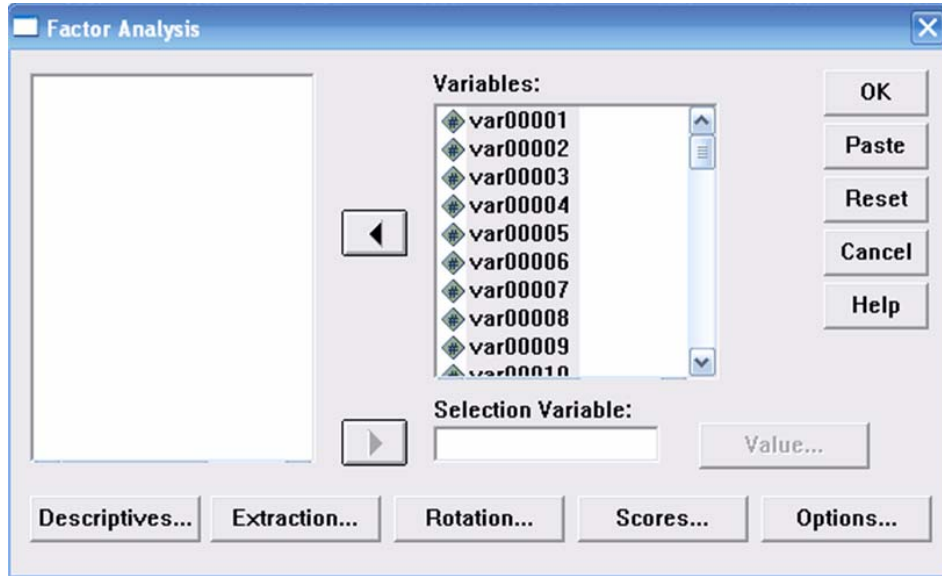 Factor Analysis
Variables:
var00001
var00002
var00003
var00004
var00005
var00006
var00007
var00008
var00009
var00010
Selection Variable:
Value...
OK
Paste
Reset
Cancel
Help
Descriptives...
Extraction...
Rotation...
Scores...
Options...